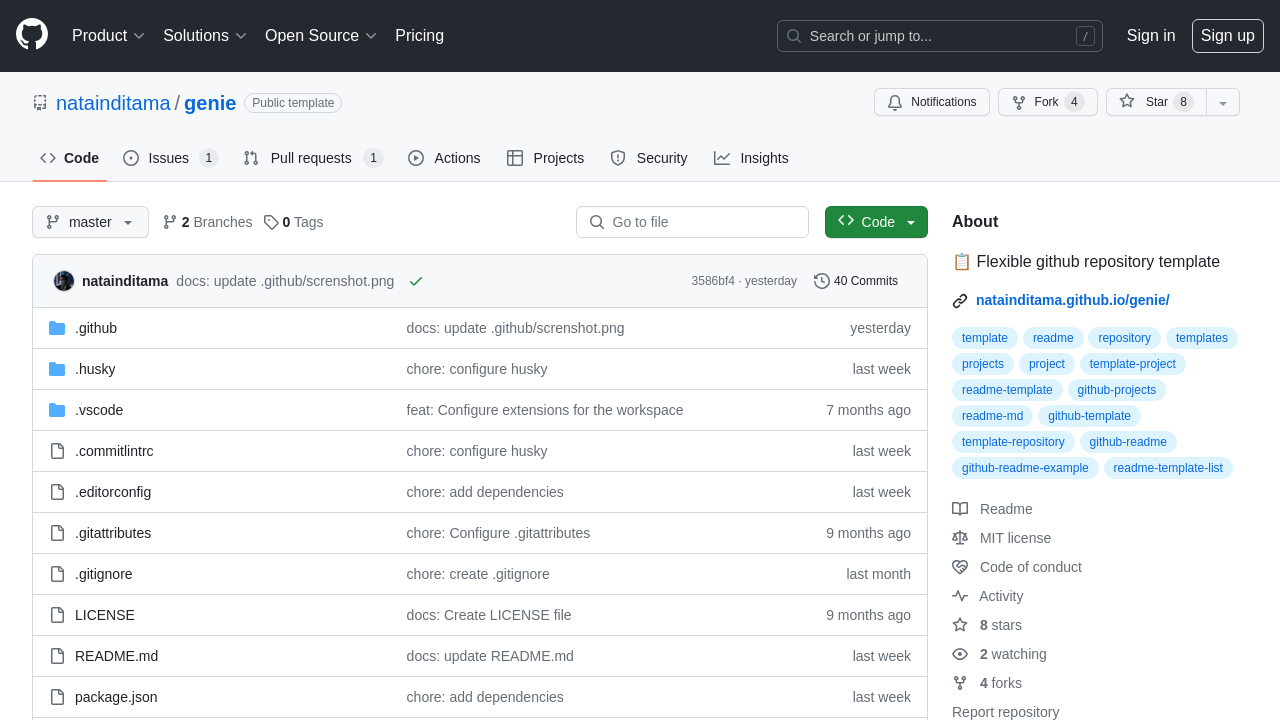 Product Solutions Open Source Pricing Search or jump to... / Sign in Sign up
natainditama / genie Public template Notifications Fork 4 Star 8
Code Issues 1 Pull requests 1 Actions Projects Security Insights
master 2 Branches 0 Tags Go to file Code
natainditama docs: update .github/screnshot.png 3586bf4 · yesterday 40 Commits
.github docs: update .github/screnshot.png yesterday
.husky chore: configure husky last week
.vscode feat: Configure extensions for the workspace 7 months ago
.commitlintrc chore: configure husky last week
.editorconfig chore: add dependencies last week
.gitattributes chore: Configure .gitattributes 9 months ago
.gitignore chore: create .gitignore last month
LICENSE docs: Create LICENSE file 9 months ago
README.md docs: update README.md last week
package.json chore: add dependencies last week
About
📋 Flexible github repository template
natainditama.github.io/genie/
template readme repository templates
projects project template-project
readme-template github-projects
readme-md github-template
template-repository github-readme
github-readme-example readme-template-list
Readme
MIT license
Code of conduct
Activity
8 stars
2 watching
4 forks
Report repository